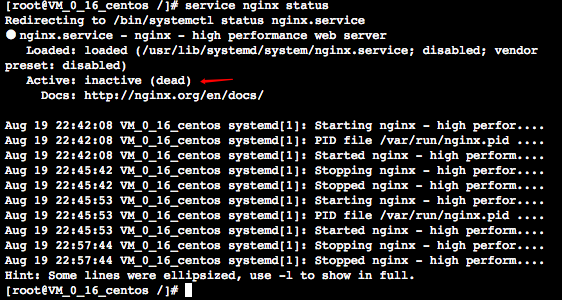 [root@VM_0_16_centos /]# service nginx status
Redirecting to /bin/systemctl status nginx.service
● nginx.service - nginx - high performance web server
   Loaded: loaded (/usr/lib/systemd/system/nginx.service; disabled; vendor
preset: disabled)
   Active: inactive (dead)
     Docs: http://nginx.org/en/docs/

Aug 19 22:42:08 VM_0_16_centos systemd[1]: Starting nginx - high perfor....
Aug 19 22:42:08 VM_0_16_centos systemd[1]: PID file /var/run/nginx.pid ....
Aug 19 22:42:08 VM_0_16_centos systemd[1]: Started nginx - high perform....
Aug 19 22:45:42 VM_0_16_centos systemd[1]: Stopping nginx - high perfor....
Aug 19 22:45:42 VM_0_16_centos systemd[1]: Stopped nginx - high perform....
Aug 19 22:45:53 VM_0_16_centos systemd[1]: Starting nginx - high perfor....
Aug 19 22:45:53 VM_0_16_centos systemd[1]: PID file /var/run/nginx.pid ....
Aug 19 22:45:53 VM_0_16_centos systemd[1]: Started nginx - high perform....
Aug 19 22:57:44 VM_0_16_centos systemd[1]: Stopping nginx - high perfor....
Aug 19 22:57:44 VM_0_16_centos systemd[1]: Stopped nginx - high perform....
Hint: Some lines were ellipsized, use -l to show in full.
[root@VM_0_16_centos /]#